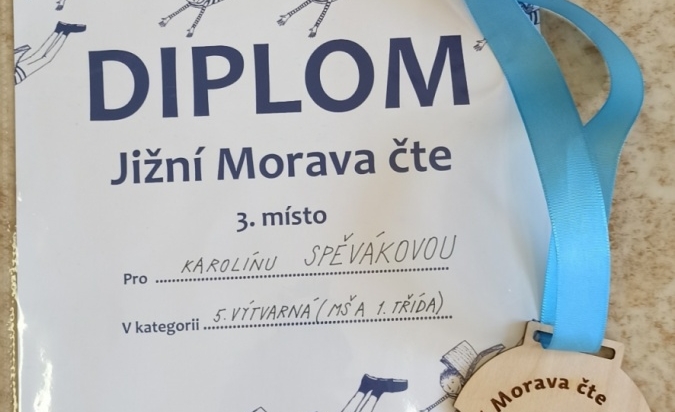 DIPLOM
Jižní Morava čte
3. místo
Pro KAROLÍNU SPĚVÁKOVOU
V kategorii 5. VÝTVARNÁ (MŠ A 1. TŘÍDA)
Morava čte